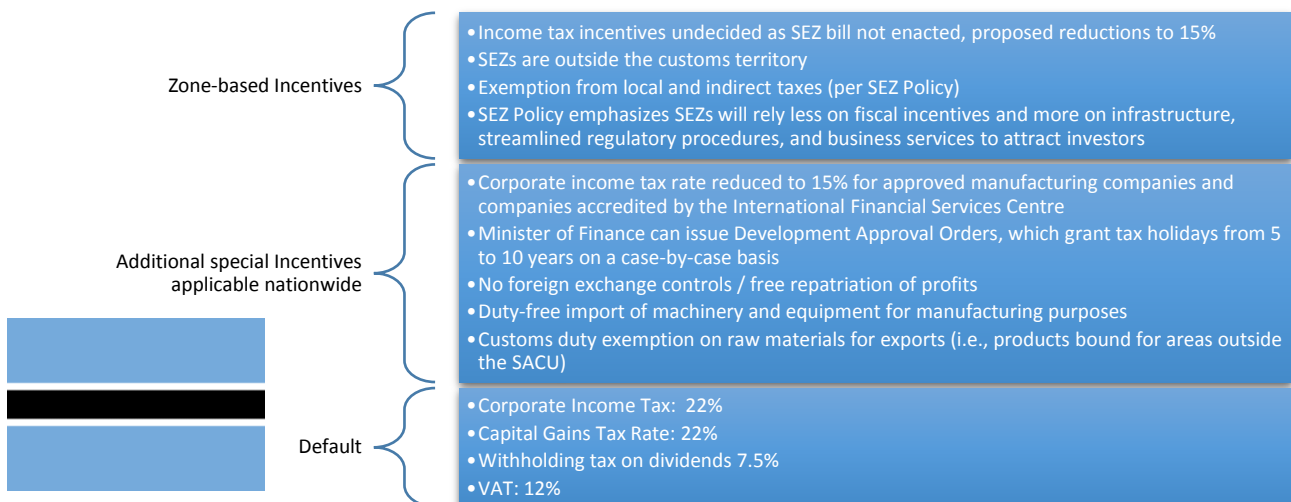 Zone-based Incentives
•Income tax incentives undecided as SEZ bill not enacted, proposed reductions to 15%
•SEZs are outside the customs territory
•Exemption from local and indirect taxes (per SEZ Policy)
•SEZ Policy emphasizes SEZs will rely less on fiscal incentives and more on infrastructure,
streamlined regulatory procedures, and business services to attract investors
Additional special Incentives
applicable nationwide
•Corporate income tax rate reduced to 15% for approved manufacturing companies and
companies accredited by the International Financial Services Centre
•Minister of Finance can issue Development Approval Orders, which grant tax holidays from 5
to 10 years on a case-by-case basis
•No foreign exchange controls / free repatriation of profits
•Duty-free import of machinery and equipment for manufacturing purposes
•Customs duty exemption on raw materials for exports (i.e., products bound for areas outside
the SACU)
Default
•Corporate Income Tax: 22%
•Capital Gains Tax Rate: 22%
•Withholding tax on dividends 7.5%
•VAT: 12%